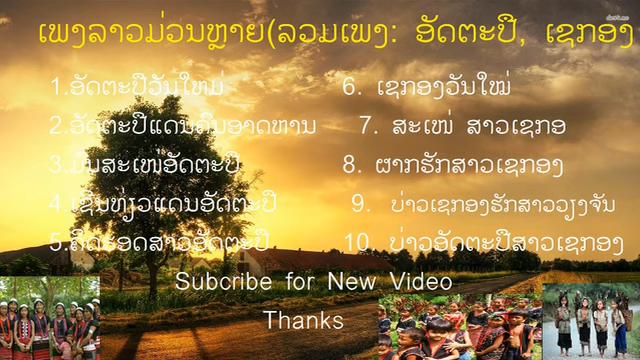 ເພງລາວມ່ວນຫຼາຍ(ລວມເພງ: ອັດຕະປື, ເຊກອງ
1.ອັດຕະປືວັນໃຫມ່
2.ອັດຕະປືແດນຄົນອາດຫານ
3.ມົນສະເໜ່ອັດຕະປື
4.ເຊີນທ່ຽວແດນອັດຕະປື
5.ຄິດຮອດສາວອັດຕະປື
6. ເຊກອງວັນໃໝ່
7. ສະເໜ່ ສາວເຊກອ
8. ຝາກຮັກສາວເຊກອງ
9. ບ່າວເຊກອງຮັກສາວວຽງຈັນ
10. ບ່າວອັດຕະປືສາວເຊກອງ
Subcribe for New Video
Thanks